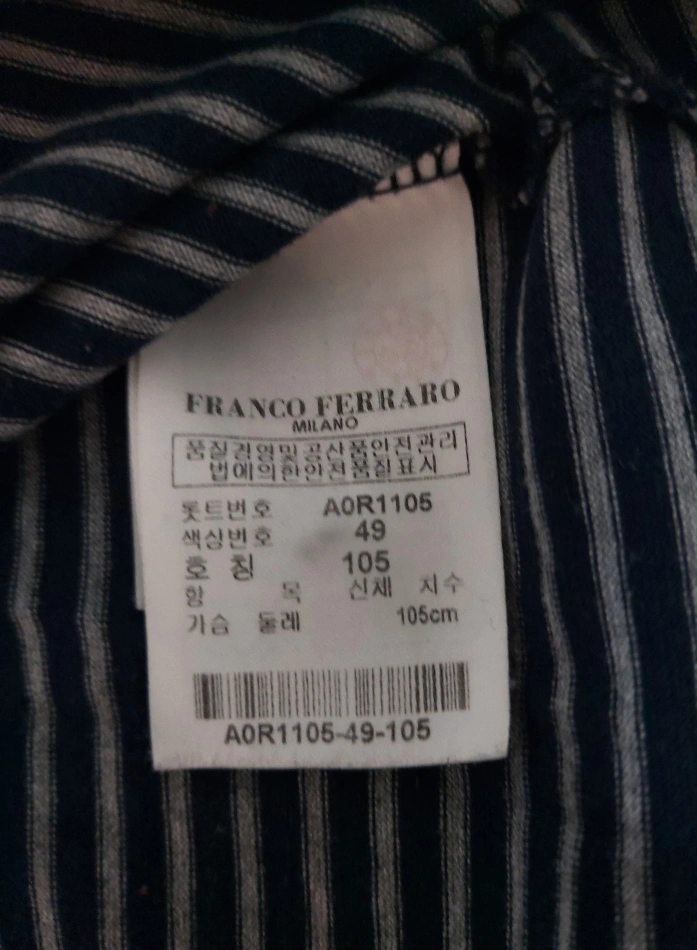 FRANCO FERRARO
MILANO
품질경영및공산품안전관리
법에의한안전품질표시
롯트번호 A0R1105
색상번호 49
호 칭 105
항 목 신체 치수
가슴 둘레 105cm
A0R1105-49-105